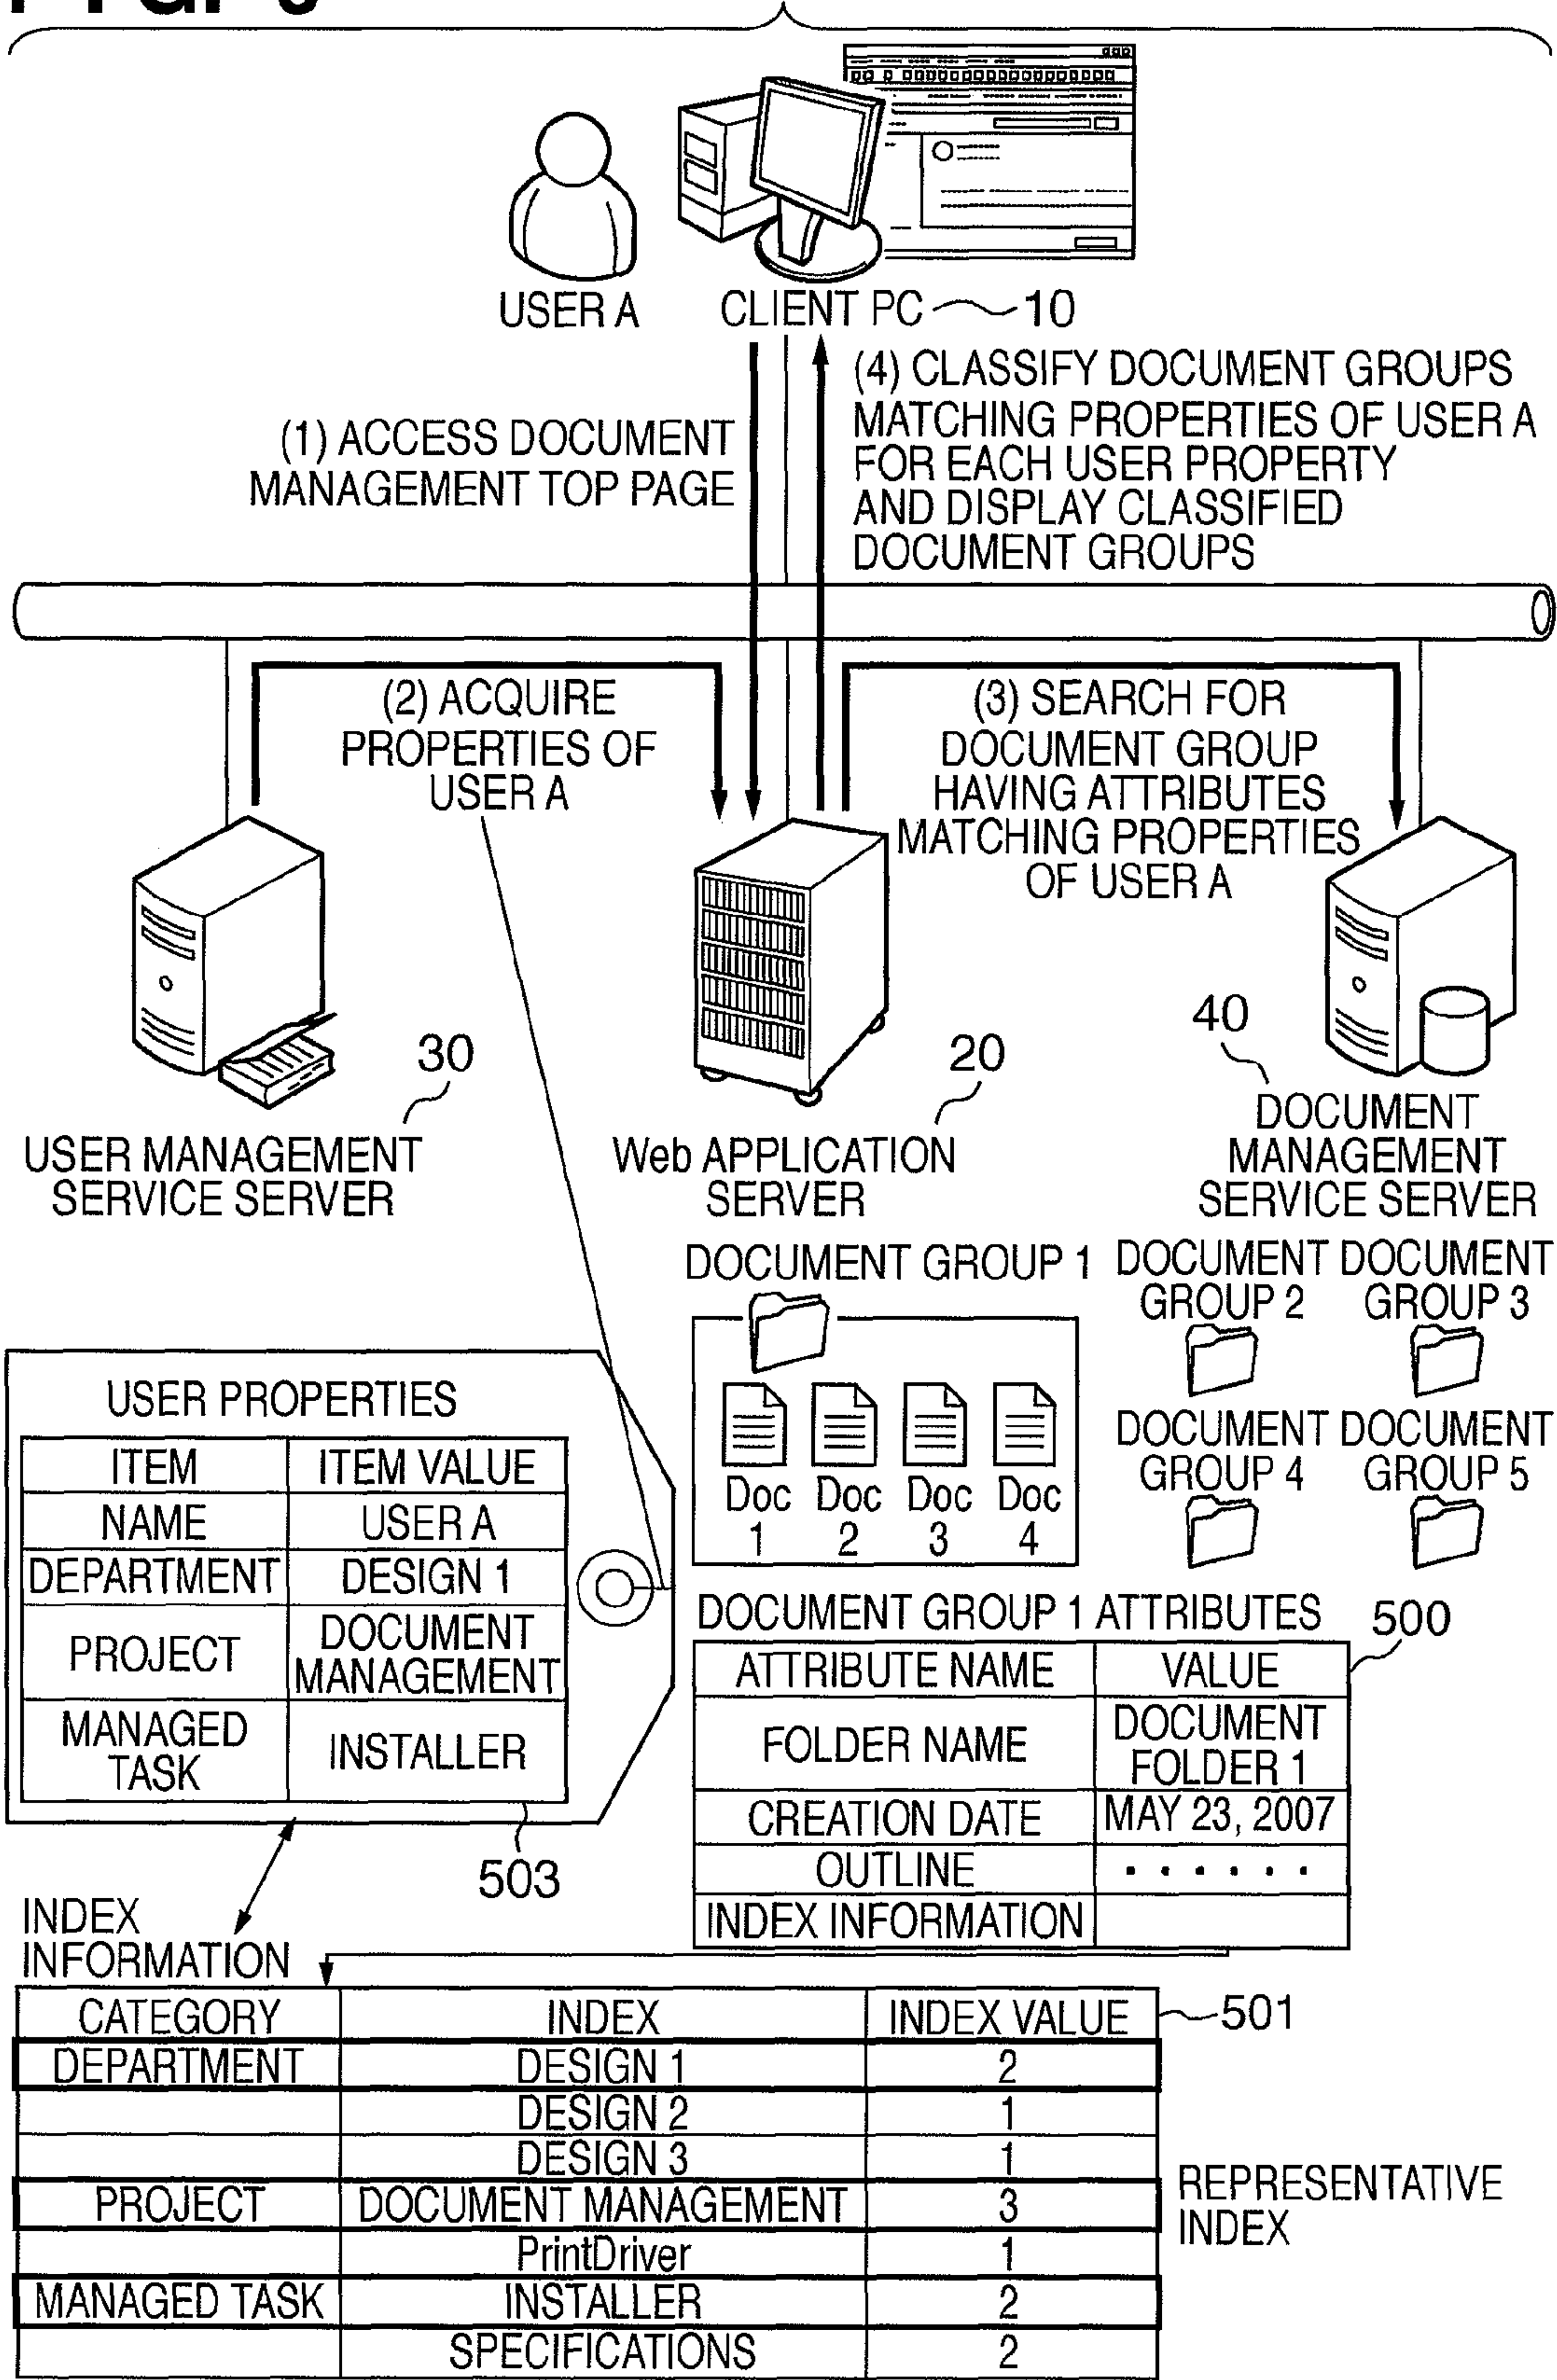 USER A
CLIENT PC 10
(1) ACCESS DOCUMENT
MANAGEMENT TOP PAGE
(4) CLASSIFY DOCUMENT GROUPS
MATCHING PROPERTIES OF USER A
FOR EACH USER PROPERTY
AND DISPLAY CLASSIFIED
DOCUMENT GROUPS
(2) ACQUIRE
PROPERTIES OF
USER A
(3) SEARCH FOR
DOCUMENT GROUP
HAVING ATTRIBUTES
MATCHING PROPERTIES
OF USER A
30
USER MANAGEMENT
SERVICE SERVER
20
Web APPLICATION
SERVER
40
DOCUMENT
MANAGEMENT
SERVICE SERVER
DOCUMENT GROUP 1
Doc 1
Doc 2
Doc 3
Doc 4
DOCUMENT
GROUP 2
DOCUMENT
GROUP 3
DOCUMENT
GROUP 4
DOCUMENT
GROUP 5
USER PROPERTIES
ITEM ITEM VALUE
NAME USER A
DEPARTMENT DESIGN 1
PROJECT DOCUMENT MANAGEMENT
MANAGED TASK INSTALLER
503
DOCUMENT GROUP 1 ATTRIBUTES
500
ATTRIBUTE NAME VALUE
FOLDER NAME DOCUMENT FOLDER 1
CREATION DATE MAY 23, 2007
OUTLINE ......
INDEX INFORMATION
INDEX
INFORMATION
CATEGORY INDEX INDEX VALUE
501
DEPARTMENT DESIGN 1 2
DESIGN 2 1
DESIGN 3 1
PROJECT DOCUMENT MANAGEMENT 3
PrintDriver 1
MANAGED TASK INSTALLER 2
SPECIFICATIONS 2
REPRESENTATIVE
INDEX